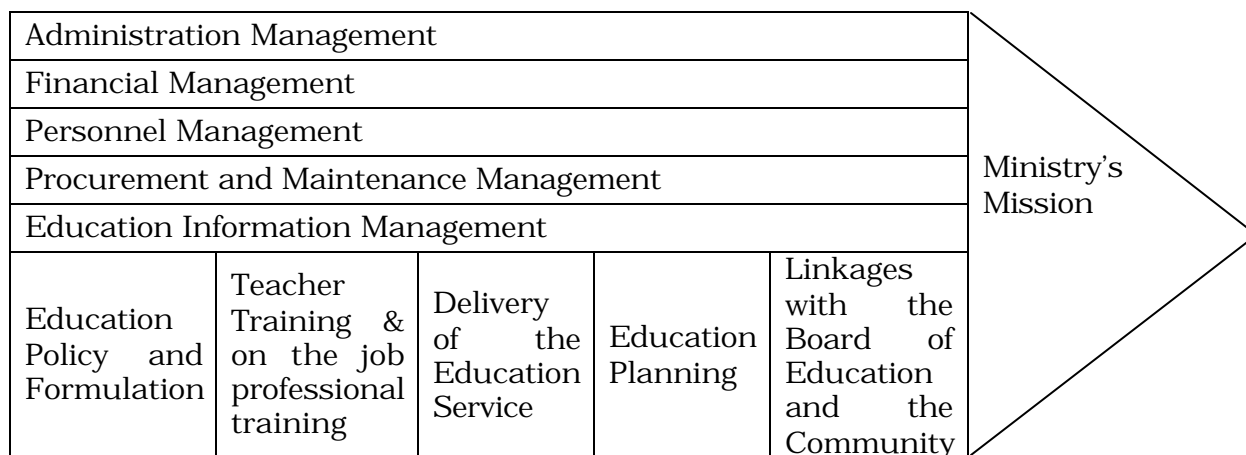 Administration Management
Financial Management
Personnel Management
Procurement and Maintenance Management
Education Information Management
Education
Policy and
Formulation
Teacher
Training &
on the job
professional
training
Delivery
of the
Education
Service
Education
Planning
Linkages
with the
Board of
Education
and the
Community
Ministry’s
Mission